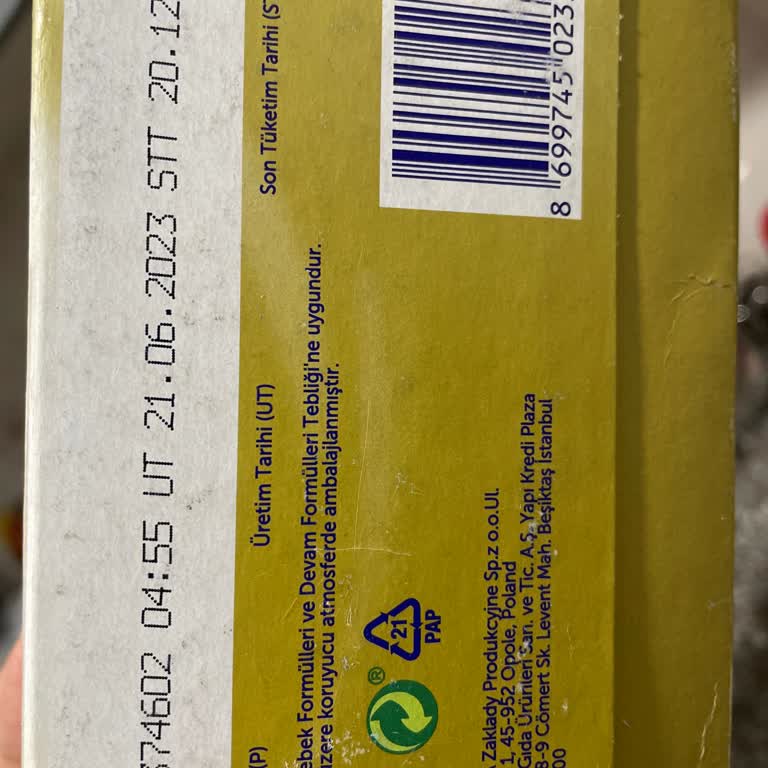 574602 04:55 UT 21.06.2023 STT 20.12
(P) Üretim Tarihi (UT) Son Tüketim Tarihi (S
ebek Formülleri ve Devam Formülleri Tebliği'ne uygundur.
zere koruyucu atmosferde ambalajlanmıştır.
21
PAP
®
8 699745 023
Zaklady Produkcyjne Sp.z o.o.Ul.
1, 45-952 Opole, Poland
Gıda Ürünleri San. ve Tic. A.Ş. Yapı Kredi Plaza
B-9 Cömert Sk. Levent Mah. Beşiktaş İstanbul
00